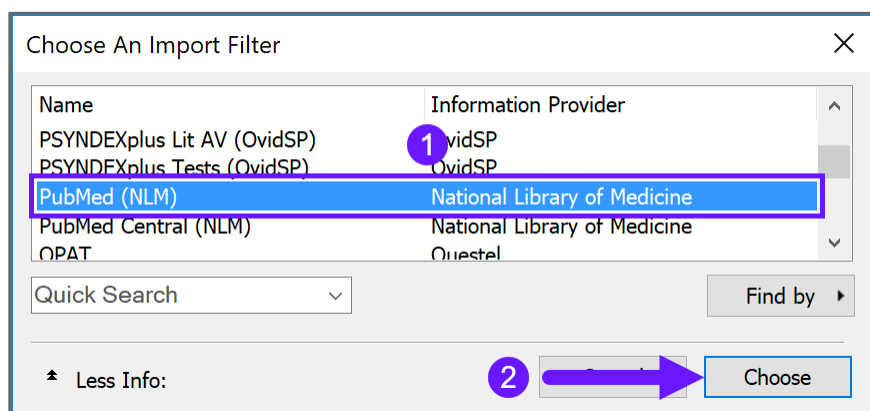 Choose An Import Filter
Name Information Provider
PSYNDEXplus Lit AV (OvidSP) 1 OvidSP
PSYNDEXplus Tests (OvidSP) OvidSP
PubMed (NLM) National Library of Medicine
PubMed Central (NLM) National Library of Medicine
QPAT Questel
Quick Search Find by
Less Info: 2 Choose